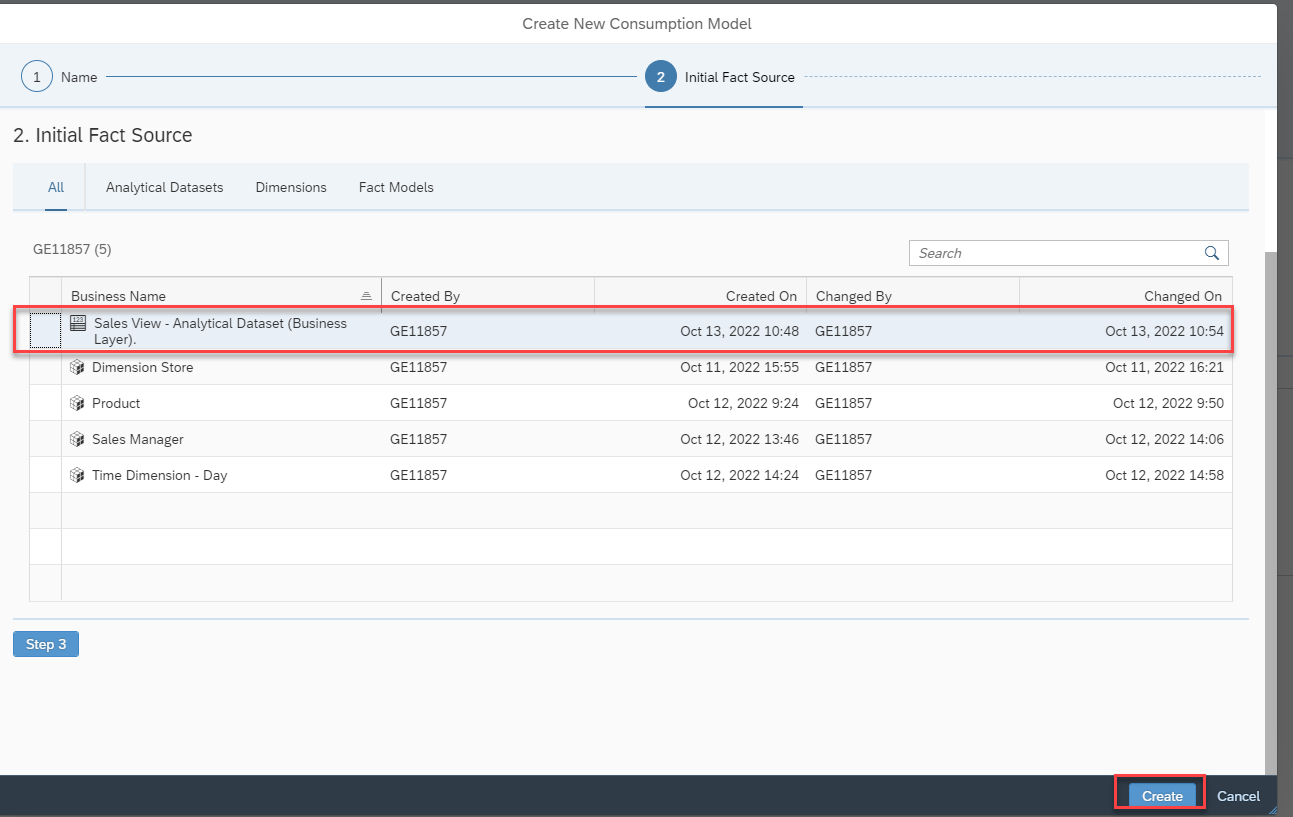 Create New Consumption Model
1 Name 2 Initial Fact Source
2. Initial Fact Source
All Analytical Datasets Dimensions Fact Models
GE11857 (5) Search
Business Name Created By Created On Changed By Changed On
123 Sales View - Analytical Dataset (Business
Layer). GE11857 Oct 13, 2022 10:48 GE11857 Oct 13, 2022 10:54
Dimension Store GE11857 Oct 11, 2022 15:55 GE11857 Oct 11, 2022 16:21
Product GE11857 Oct 12, 2022 9:24 GE11857 Oct 12, 2022 9:50
Sales Manager GE11857 Oct 12, 2022 13:46 GE11857 Oct 12, 2022 14:06
Time Dimension - Day GE11857 Oct 12, 2022 14:24 GE11857 Oct 12, 2022 14:58
Step 3
Create Cancel